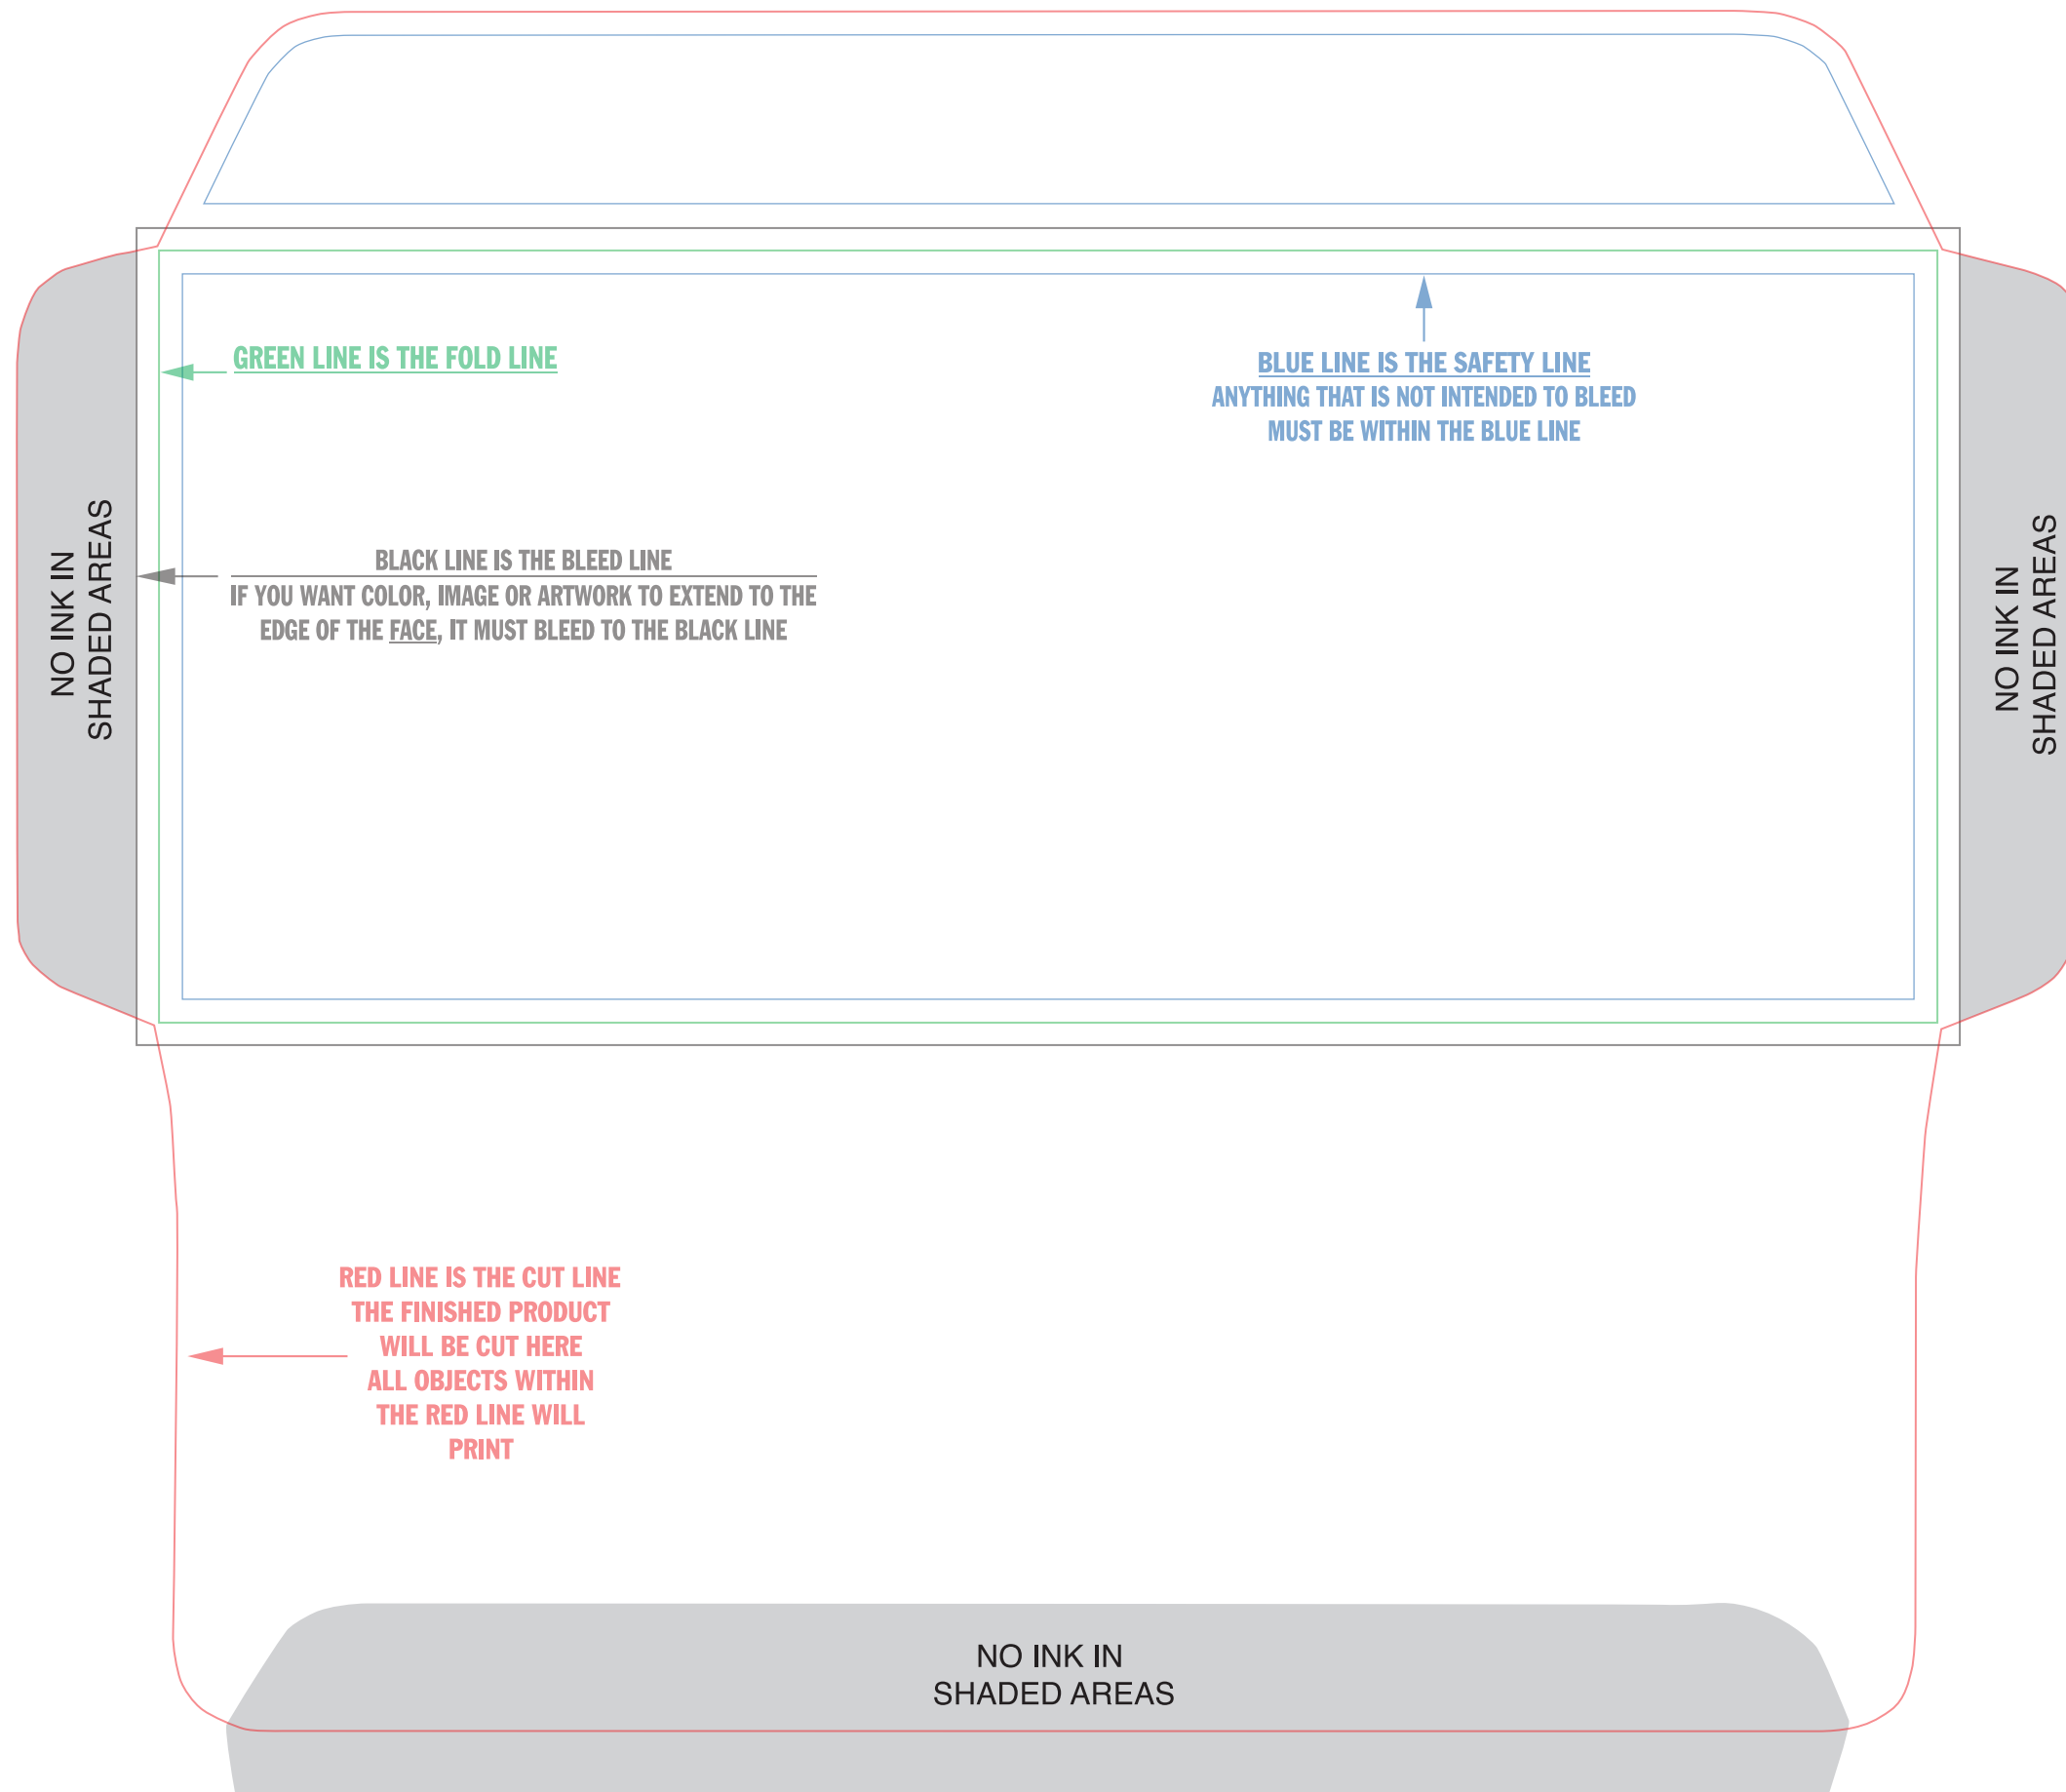 GREEN LINE IS THE FOLD LINE
BLUE LINE IS THE SAFETY LINE
ANYTHING THAT IS NOT INTENDED TO BLEED
MUST BE WITHIN THE BLUE LINE
NO INK IN
SHADED AREAS
BLACK LINE IS THE BLEED LINE
IF YOU WANT COLOR, IMAGE OR ARTWORK TO EXTEND TO THE
EDGE OF THE FACE, IT MUST BLEED TO THE BLACK LINE
NO INK IN
SHADED AREAS
RED LINE IS THE CUT LINE
THE FINISHED PRODUCT
WILL BE CUT HERE
ALL OBJECTS WITHIN
THE RED LINE WILL
PRINT
NO INK IN
SHADED AREAS